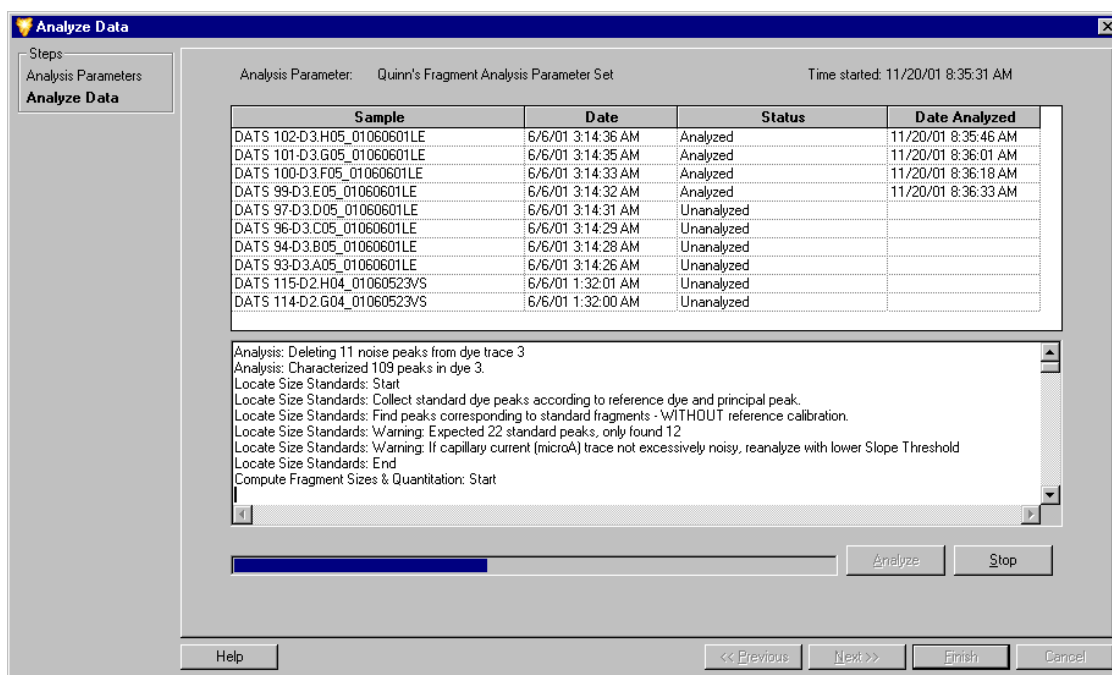 Analyze Data
Steps
Analysis Parameters
Analyze Data
Analysis Parameter: Quinn's Fragment Analysis Parameter Set Time started: 11/20/01 8:35:31 AM
Sample Date Status Date Analyzed
DATS 102-D3.H05_01060601LE 6/6/01 3:14:36 AM Analyzed 11/20/01 8:35:46 AM
DATS 101-D3.G05_01060601LE 6/6/01 3:14:35 AM Analyzed 11/20/01 8:36:01 AM
DATS 100-D3.F05_01060601LE 6/6/01 3:14:33 AM Analyzed 11/20/01 8:36:18 AM
DATS 99-D3.E05_01060601LE 6/6/01 3:14:32 AM Analyzed 11/20/01 8:36:33 AM
DATS 97-D3.D05_01060601LE 6/6/01 3:14:31 AM Unanalyzed
DATS 96-D3.C05_01060601LE 6/6/01 3:14:29 AM Unanalyzed
DATS 94-D3.B05_01060601LE 6/6/01 3:14:28 AM Unanalyzed
DATS 93-D3.A05_01060601LE 6/6/01 3:14:26 AM Unanalyzed
DATS 115-D2.H04_01060523VS 6/6/01 1:32:01 AM Unanalyzed
DATS 114-D2.G04_01060523VS 6/6/01 1:32:00 AM Unanalyzed
Analysis: Deleting 11 noise peaks from dye trace 3
Analysis: Characterized 109 peaks in dye 3.
Locate Size Standards: Start
Locate Size Standards: Collect standard dye peaks according to reference dye and principal peak.
Locate Size Standards: Find peaks corresponding to standard fragments - WITHOUT reference calibration.
Locate Size Standards: Warning: Expected 22 standard peaks, only found 12
Locate Size Standards: Warning: If capillary current (microA) trace not excessively noisy, reanalyze with lower Slope Threshold
Locate Size Standards: End
Compute Fragment Sizes & Quantitation: Start
Analyze Stop
Help << Previous Next >> Finish Cancel